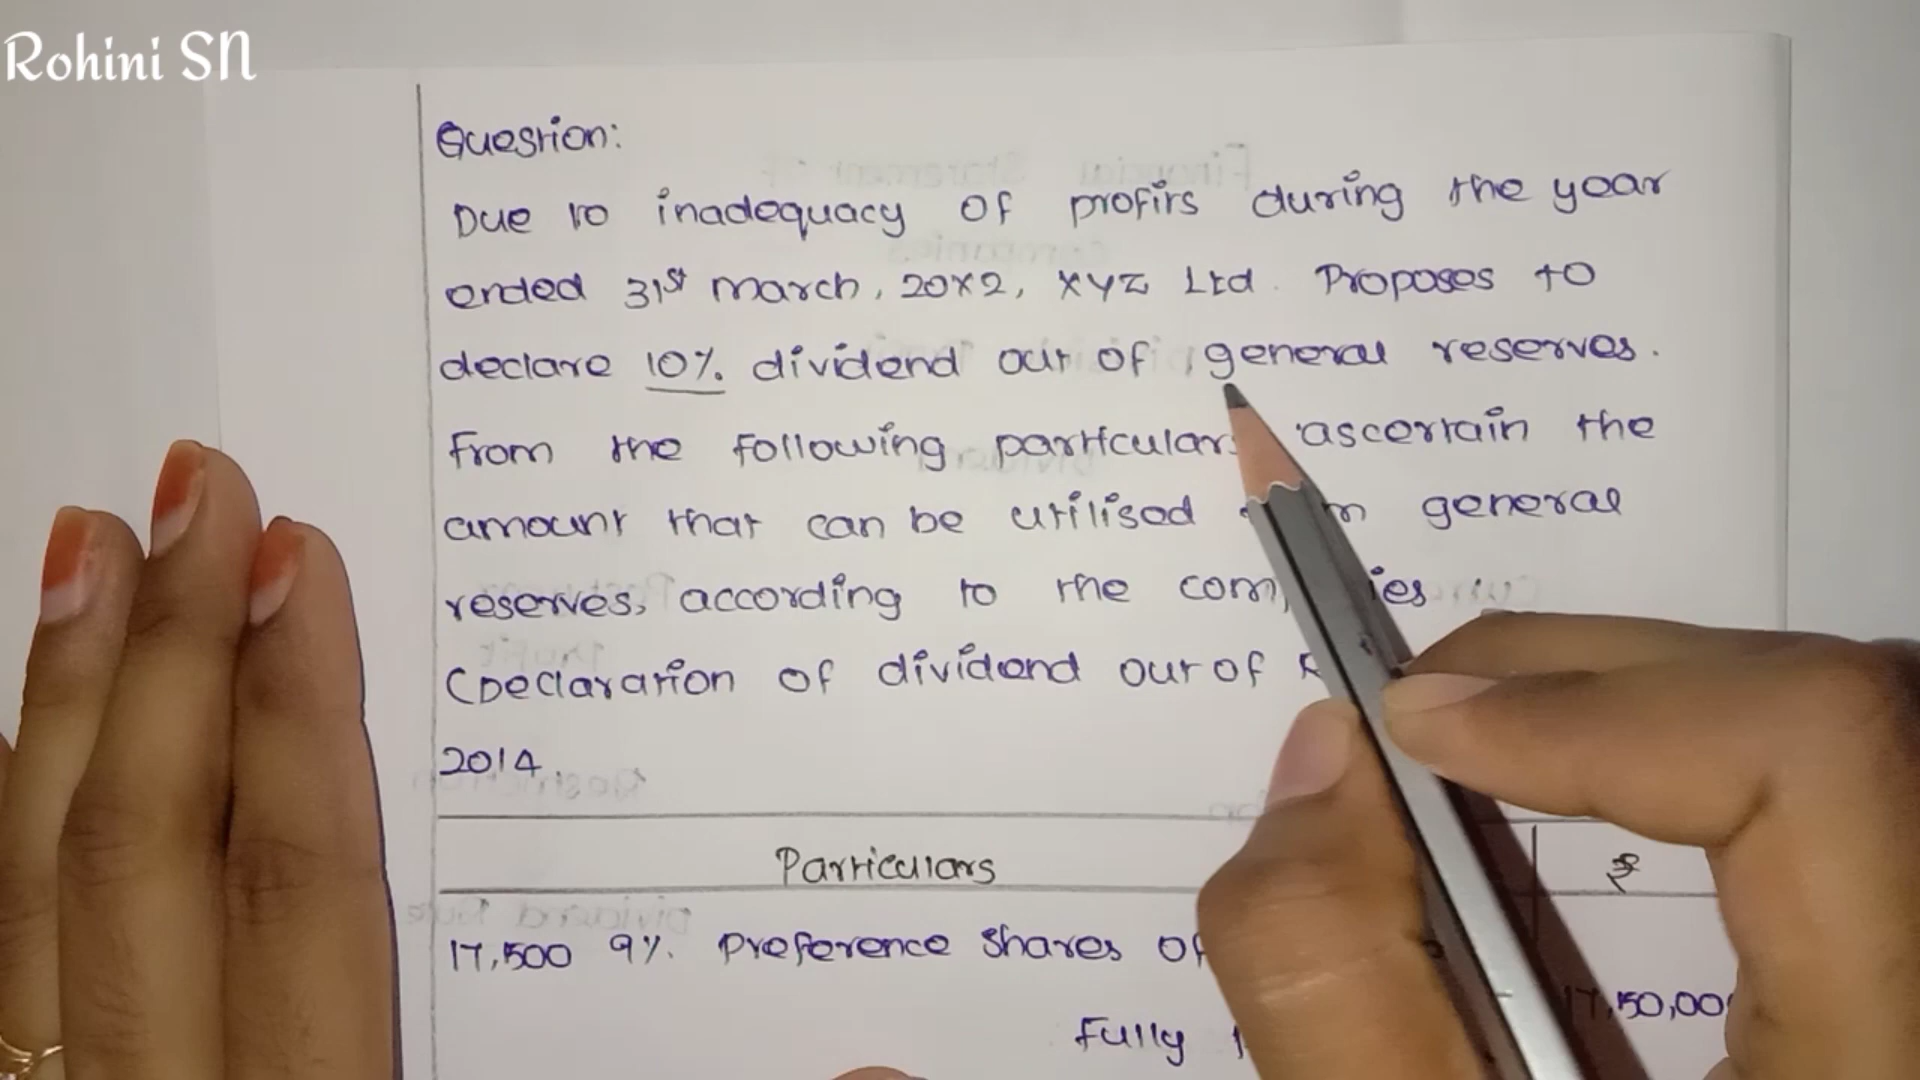 Rohini SN
Question:
Due to inadequacy of profits during the year
ended 31st march, 20X2, XYZ Ltd. Proposes to
declare 10% dividend out of general reserves.
From the following particulars ascertain the
amount that can be utilised general
reserves, according to the
(Declaration of dividend out of
2014.
Particulars ₹
17,500 9% Preference shares of
17,50,00
Fully